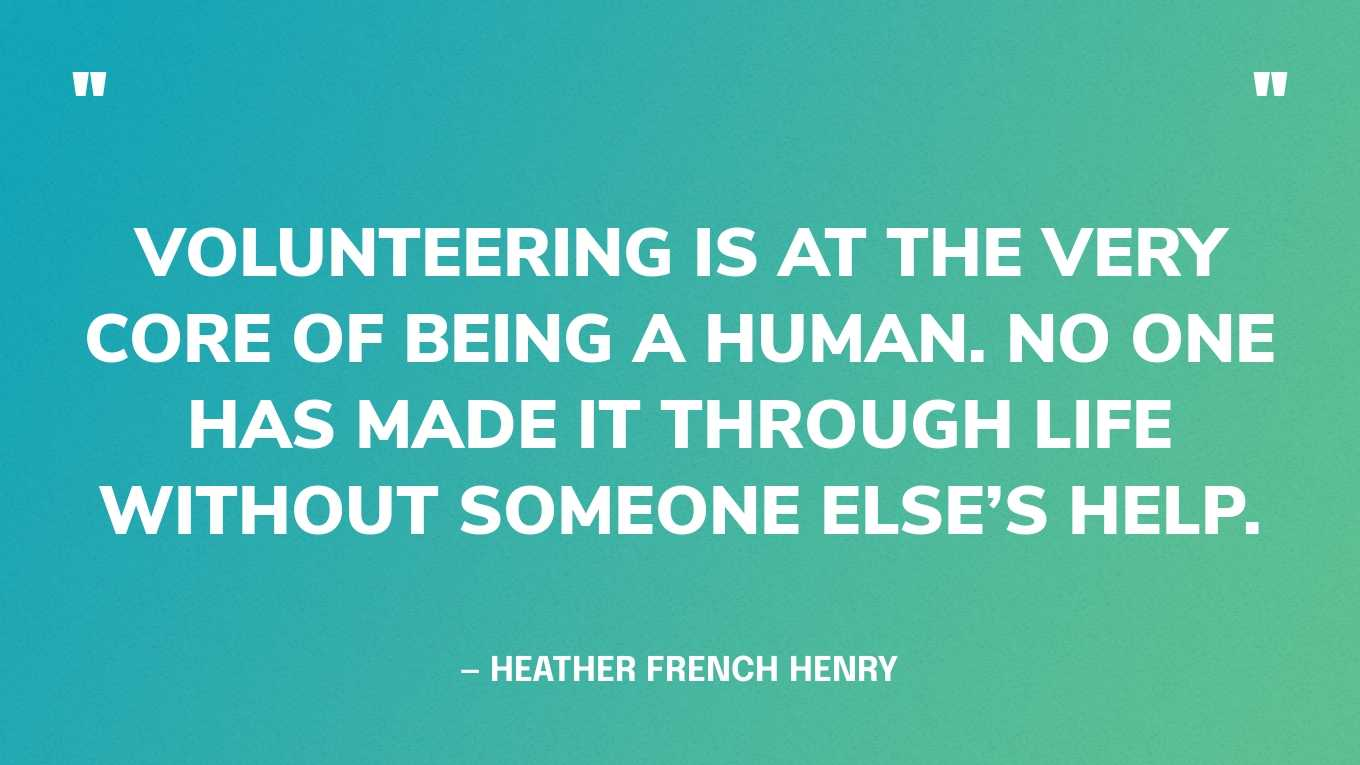 " "
VOLUNTEERING IS AT THE VERY
CORE OF BEING A HUMAN. NO ONE
HAS MADE IT THROUGH LIFE
WITHOUT SOMEONE ELSE’S HELP.
– HEATHER FRENCH HENRY